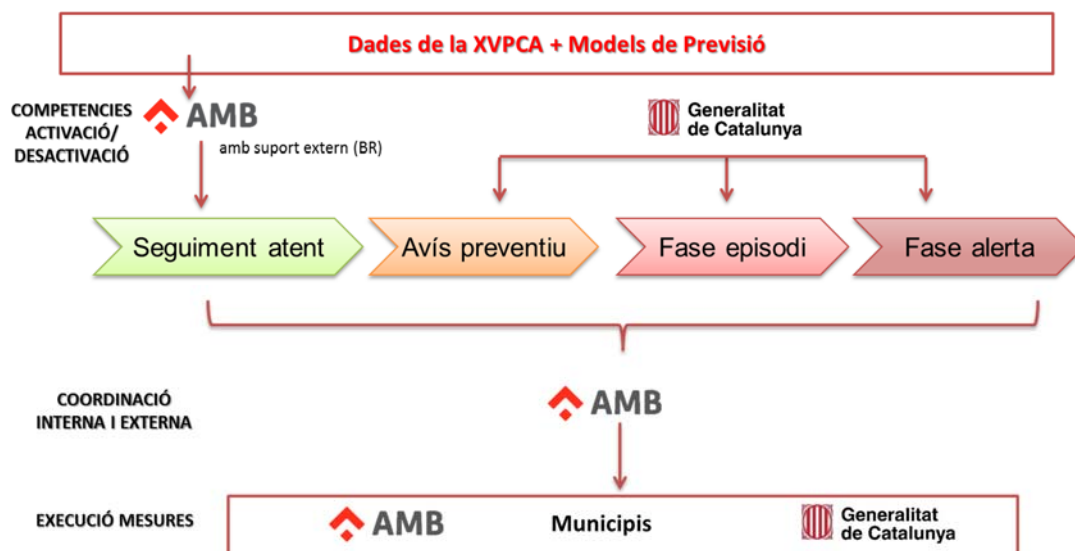 Dades de la XVPCA + Models de Previsió
COMPETENCIES
ACTIVACIÓ/
DESACTIVACIÓ
AMB
amb suport extern (BR)
Generalitat
de Catalunya
Seguiment atent
Avís preventiu
Fase episodi
Fase alerta
COORDINACIÓ
INTERNA I EXTERNA
AMB
EXECUCIÓ MESURES
AMB
Municipis
Generalitat
de Catalunya